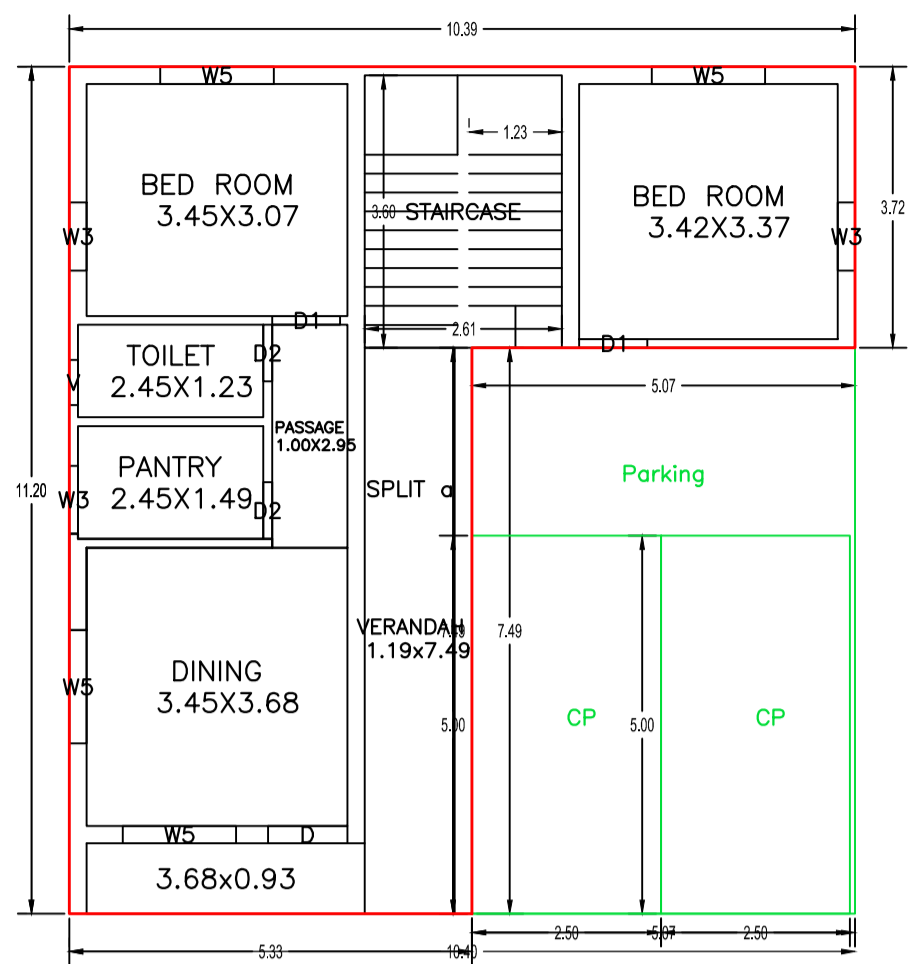 10.39
W5
W5
1.23
BED ROOM
3.45X3.07
STAIRCASE
3.60
BED ROOM
3.42X3.37
3.72
W3
W3
D1
2.61
D1
TOILET
2.45X1.23
D2
V
5.07
PASSAGE
1.00X2.95
PANTRY
2.45X1.49
W3
D2
11.20
SPLIT a
Parking
VERANDAH
1.19x7.49
7.49
7.49
DINING
3.45X3.68
W5
5.00
CP
5.00
CP
W5
D
3.68x0.93
2.50
5.07
2.50
5.33
10.40